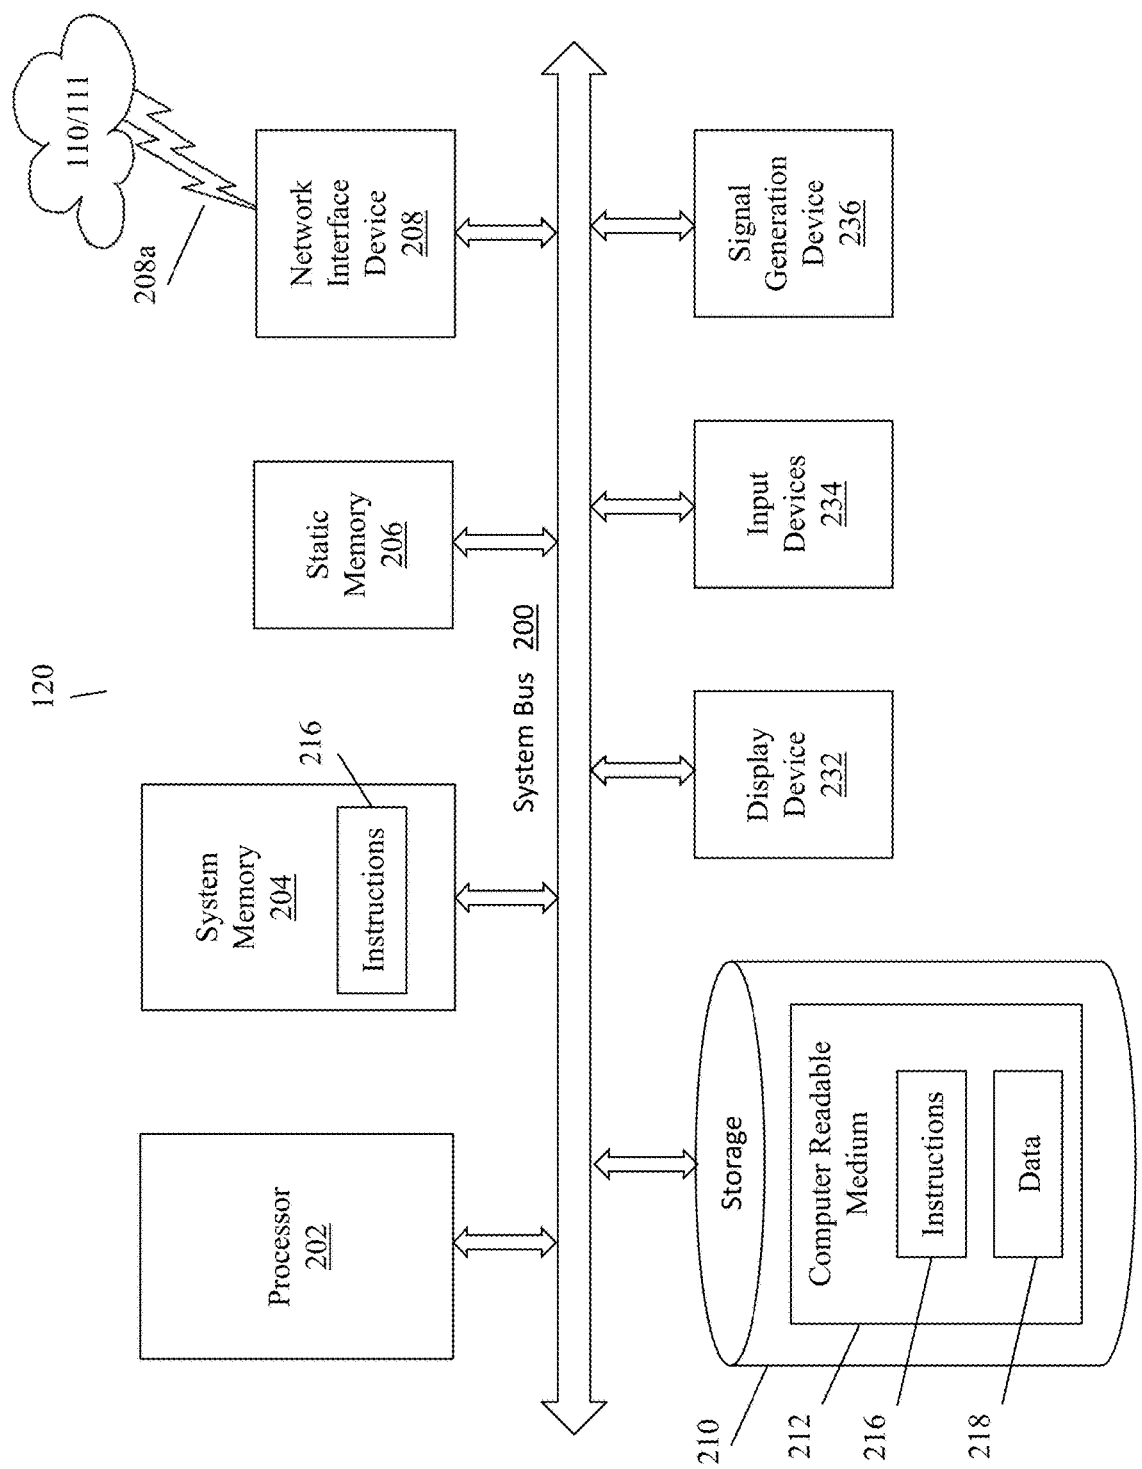 120
110/111
208a
Processor
202
System
Memory
204
Instructions
216
Static
Memory
206
Network
Interface
Device
208
System Bus 200
210
212
216
218
Storage
Computer Readable
Medium
Instructions
Data
Display
Device
232
Input
Devices
234
Signal
Generation
Device
236